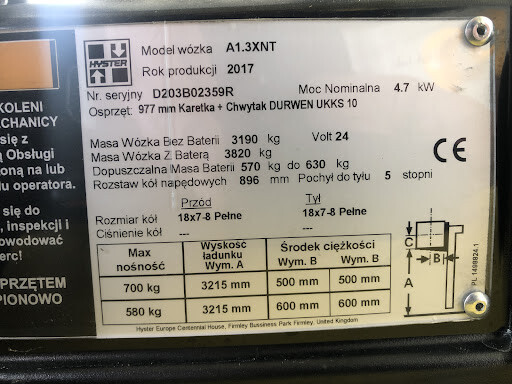 HYSTER
Model wózka A1.3XNT
Rok produkcji 2017
Nr. seryjny D203B02359R Moc Nominalna 4.7 kW
Osprzęt: 977 mm Karetka + Chwytak DURWEN UKKS 10
Masa Wózka Bez Baterii 3190 kg Volt 24
Masa Wózka Z Baterą 3820 kg
Dopuszczalna Masa Baterii 570 kg do 630 kg
Rozstaw kół napędowych 896 mm Pochył do tyłu 5 stopni
Przód Tył
Rozmiar kół 18x7-8 Pełne 18x7-8 Pełne
Ciśnienie kół --- ---
CE
Max nośność Wyskość ładunku Wym. A Środek ciężkości Wym. B Wym. B
700 kg 3215 mm 500 mm 500 mm
580 kg 3215 mm 600 mm 600 mm
C
B
A
PL 1498824.1
Hyster Europe Centennial House, Firmley Bussiness Park Firmley, United Kingdom
KOLENI
CHANICY
się z
ą Obsługi
oną na lub
lu operatora.
się do
inspekcji i
owodować
erc!
PRZĘTEM
PIONOWO